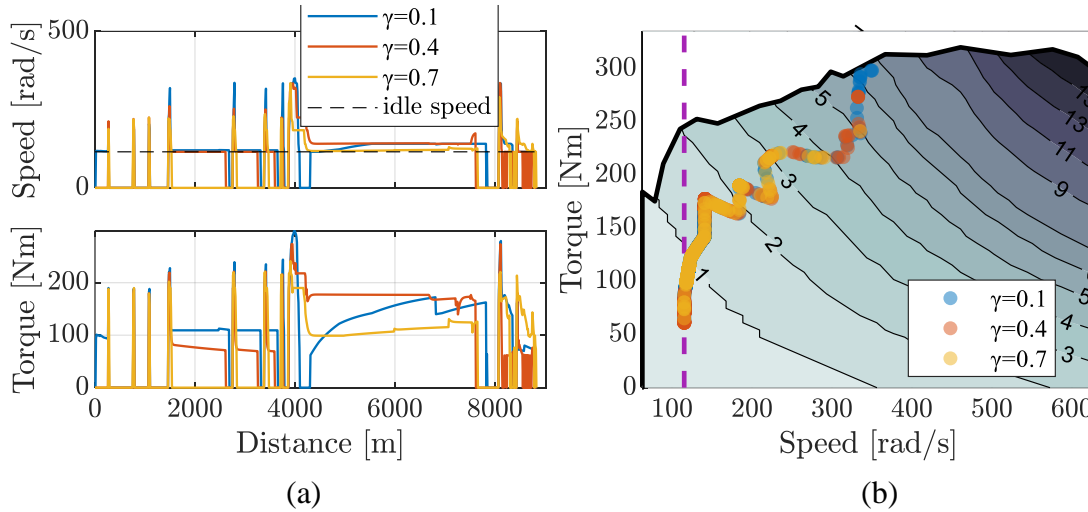 500
0
Speed [rad/s]
γ=0.1
γ=0.4
γ=0.7
idle speed
200
100
0
Torque [Nm]
0
2000
4000
6000
8000
Distance [m]
(a)
300
250
200
150
100
50
0
Torque [Nm]
5
4
3
2
1
13
11
9
5
4
3
γ=0.1
γ=0.4
γ=0.7
100
200
300
400
500
600
Speed [rad/s]
(b)